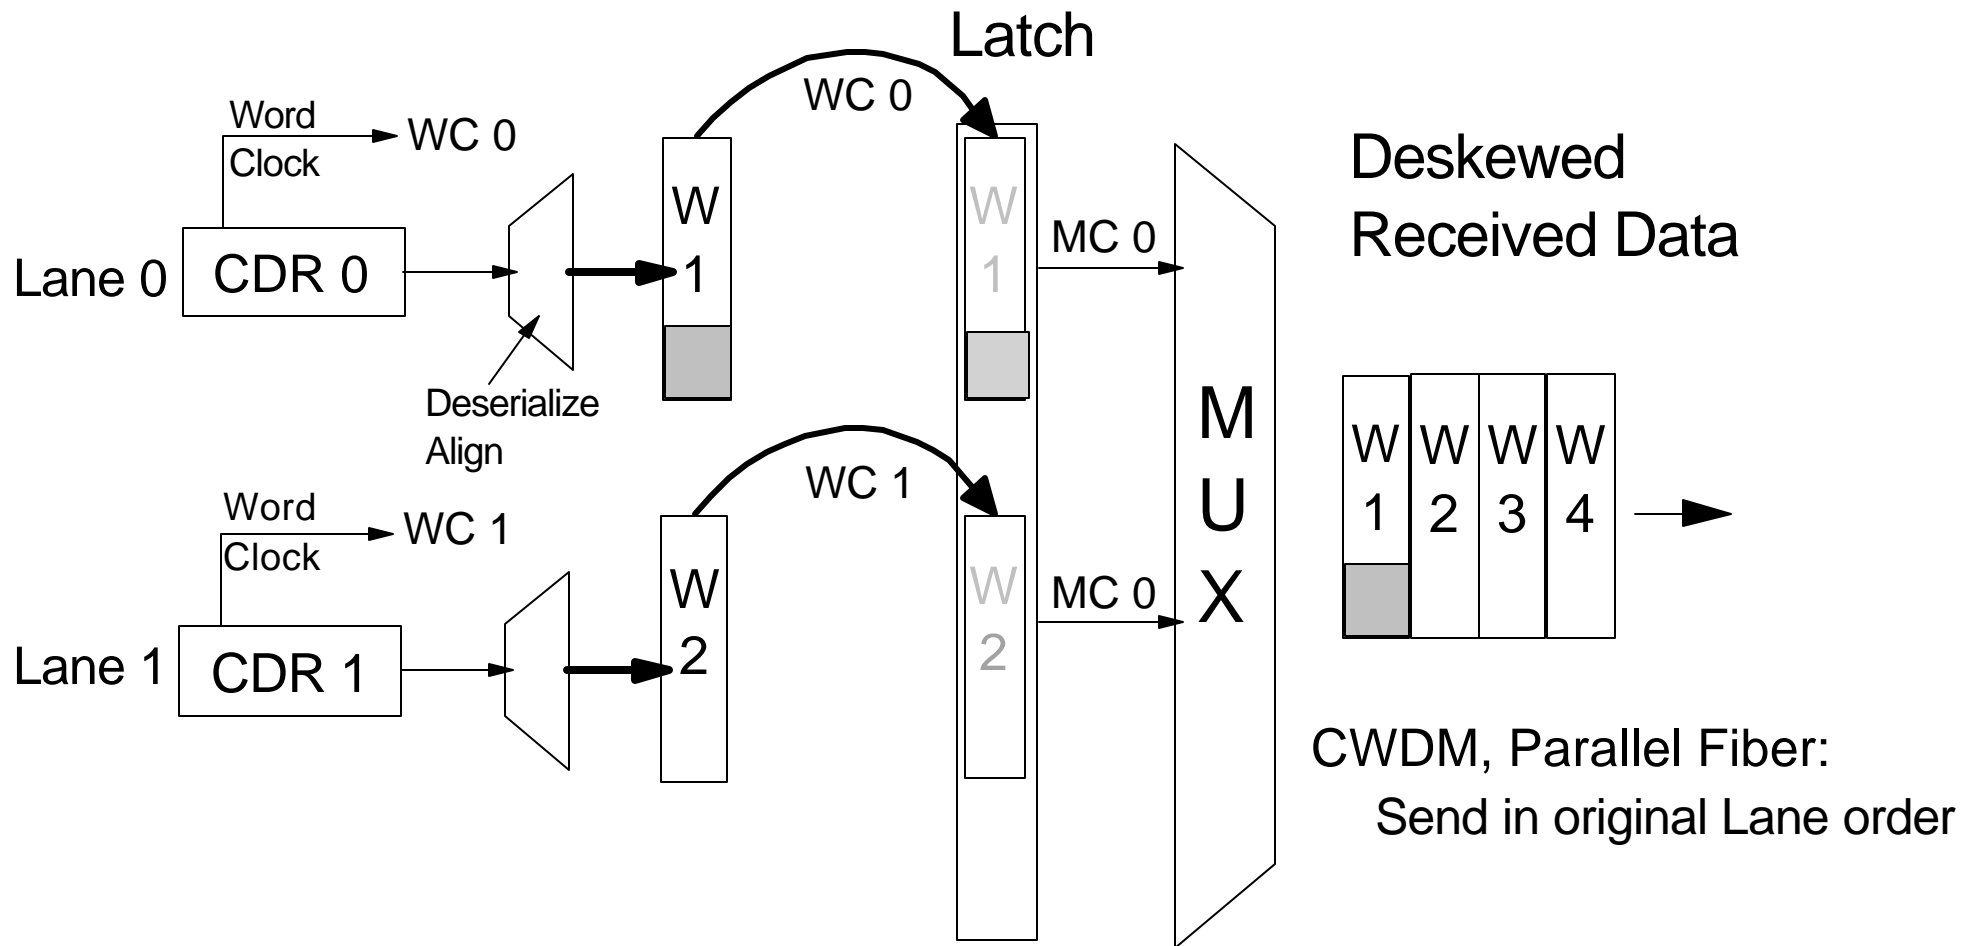 Latch
WC 0
Word
Clock
WC 0
Lane 0
CDR 0
Deserialize
Align
W
1
W
1
MC 0
Deskewed
Received Data
WC 1
Word
Clock
WC 1
Lane 1
CDR 1
W
2
W
2
MC 0
M
U
X
W W W W
1 2 3 4
CWDM, Parallel Fiber:
Send in original Lane order